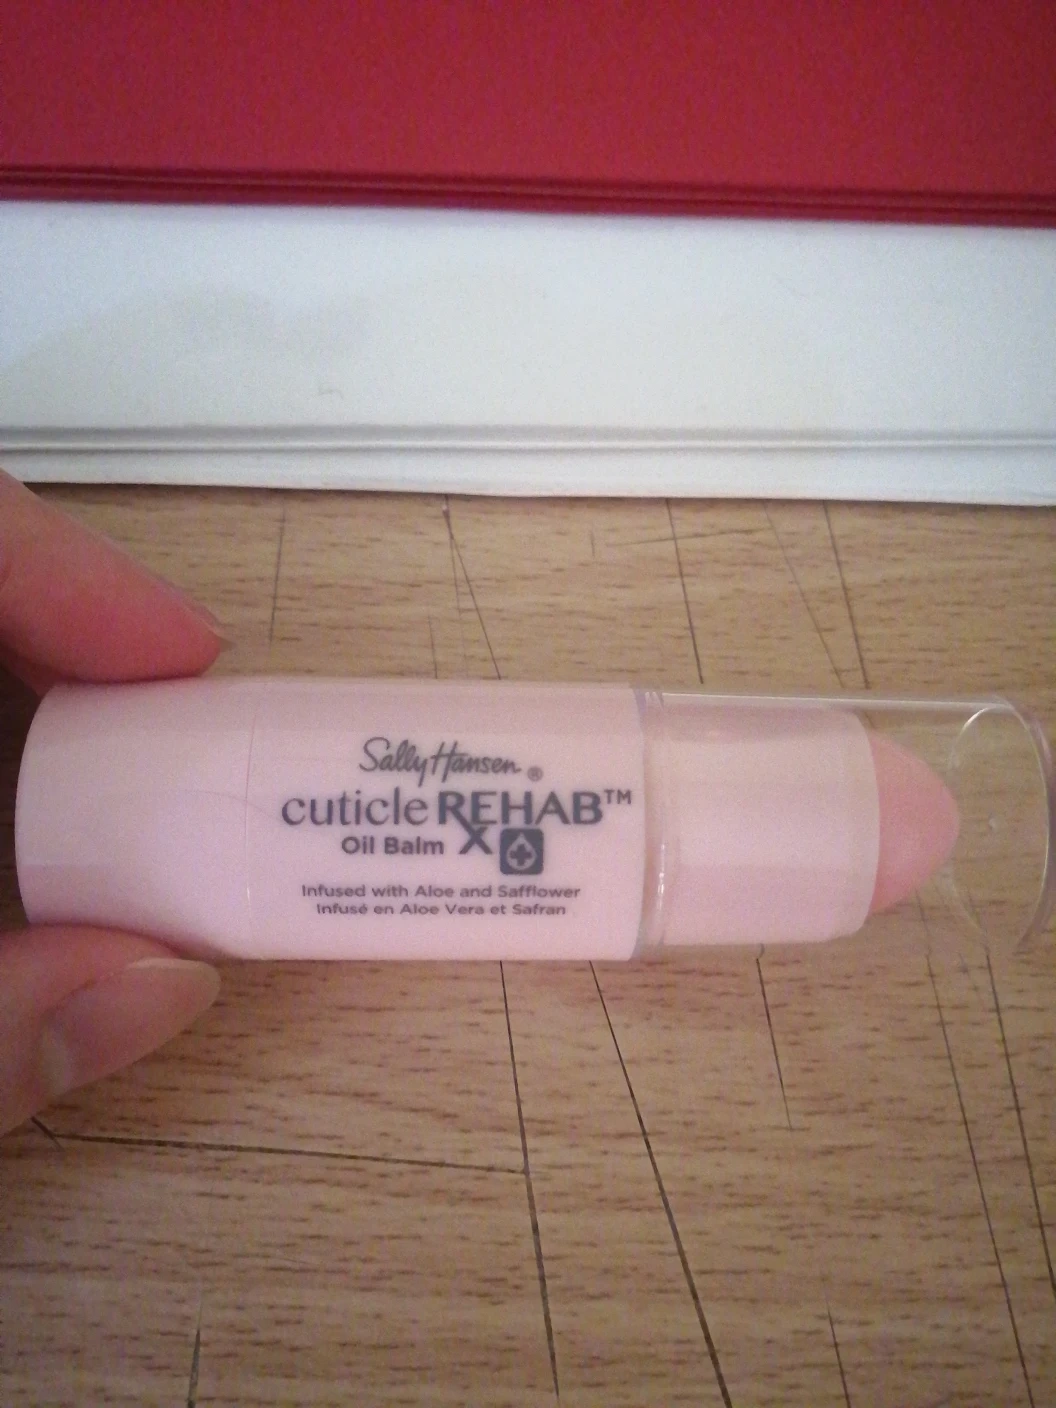 Sally Hansen®
cuticle REHAB™
Oil Balm X
Infused with Aloe and Safflower
Infusé en Aloe Vera et Safran